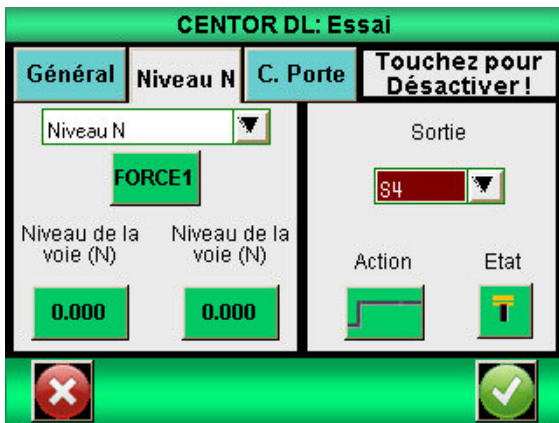 CENTOR DL: Essai
Général
Niveau N
C. Porte
Touchez pour
Désactiver !
Niveau N
FORCE1
Niveau de la
voie (N)
Niveau de la
voie (N)
0.000
0.000
Sortie
S4
Action
Etat